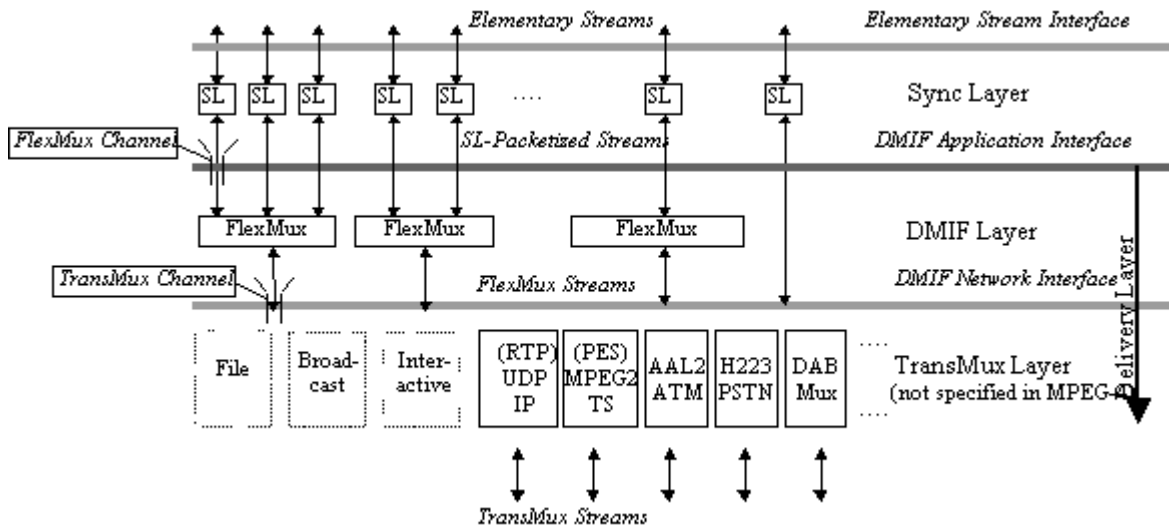 Elementary Streams
Elementary Stream Interface
SL SL SL SL SL .... SL SL
Sync Layer
FlexMux Channel
SL-Packetized Streams
DMIF Application Interface
FlexMux FlexMux FlexMux
DMIF Layer
TransMux Channel
FlexMux Streams
DMIF Network Interface
Delivery Layer
File
Broad-
cast
Inter-
active
(RTP)
UDP
IP
(PES)
MPEG2
TS
AAL2
ATM
H223
PSTN
DAB
Mux
....
....
TransMux Layer
(not specified in MPEG-
TransMux Streams